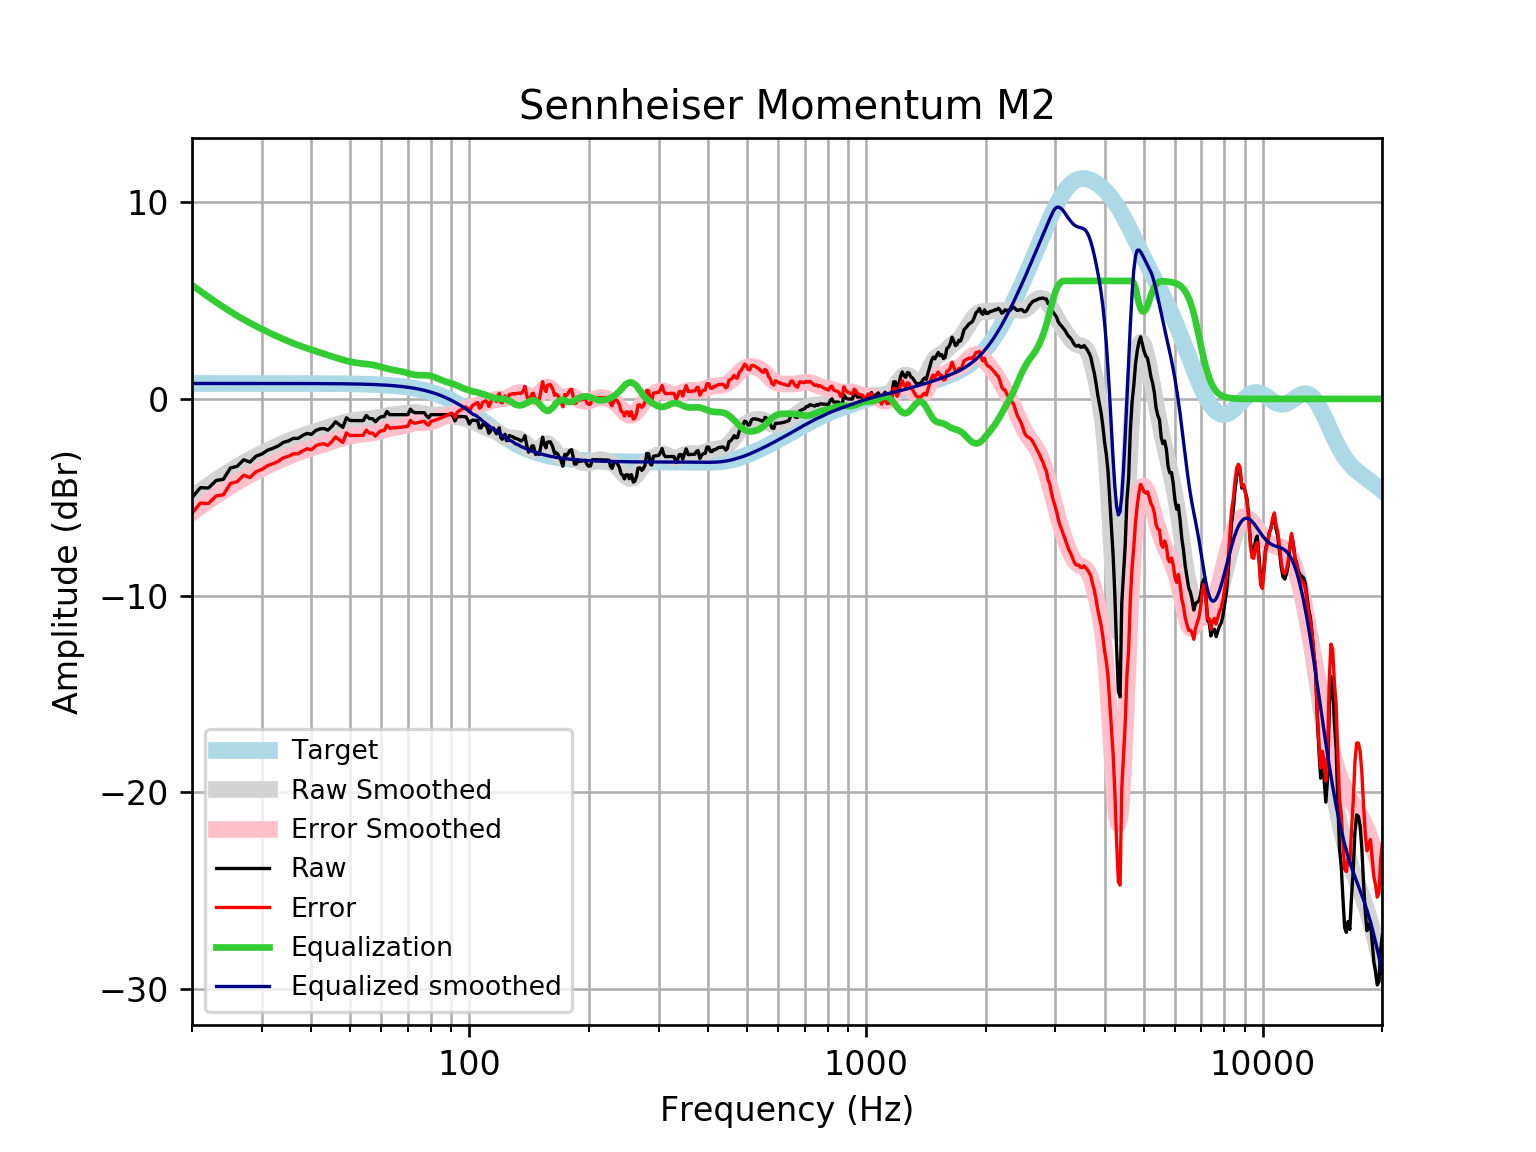 Sennheiser Momentum M2
Amplitude (dBr)
10
0
−10
−20
−30
Target
Raw Smoothed
Error Smoothed
Raw
Error
Equalization
Equalized smoothed
100
1000
10000
Frequency (Hz)